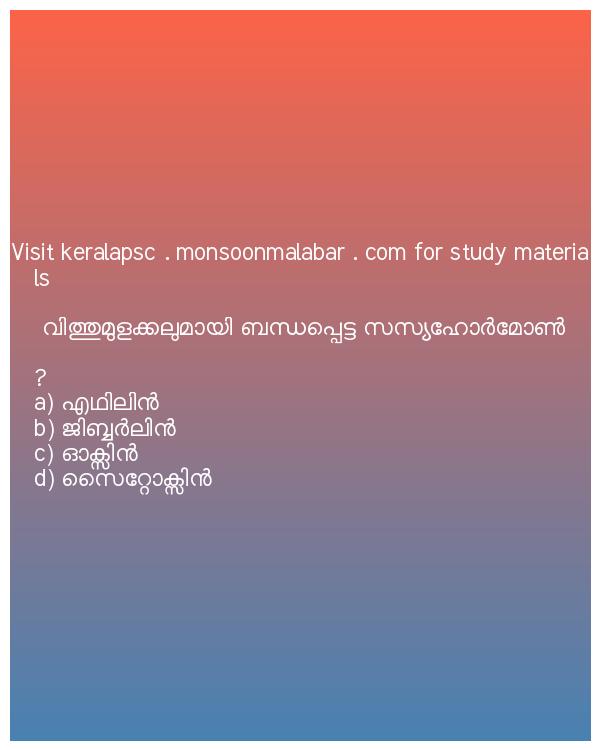 Visit keralapsc . monsoonmalabar . com for study materia
ls
വിത്തുമുളക്കലുമായി ബന്ധപ്പെട്ട സസ്യഹോർമോൺ
?
a) എഥിലിൻ
b) ജിബ്ബർലിൻ
c) ഓക്സിൻ
d) സൈറ്റോക്സിൻ